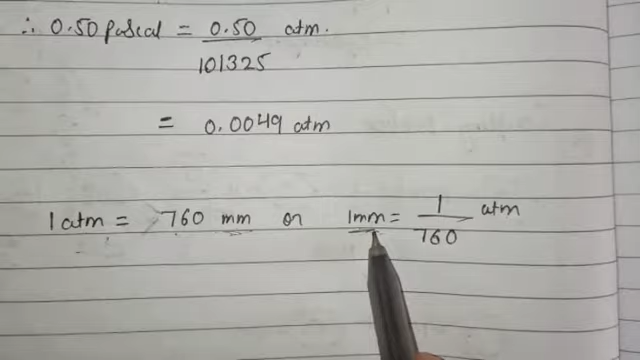 ∴ 0.50 pascal = 0.50/101325 atm.
= 0.0049 atm
1 atm = 760 mm or 1mm = 1/760 atm